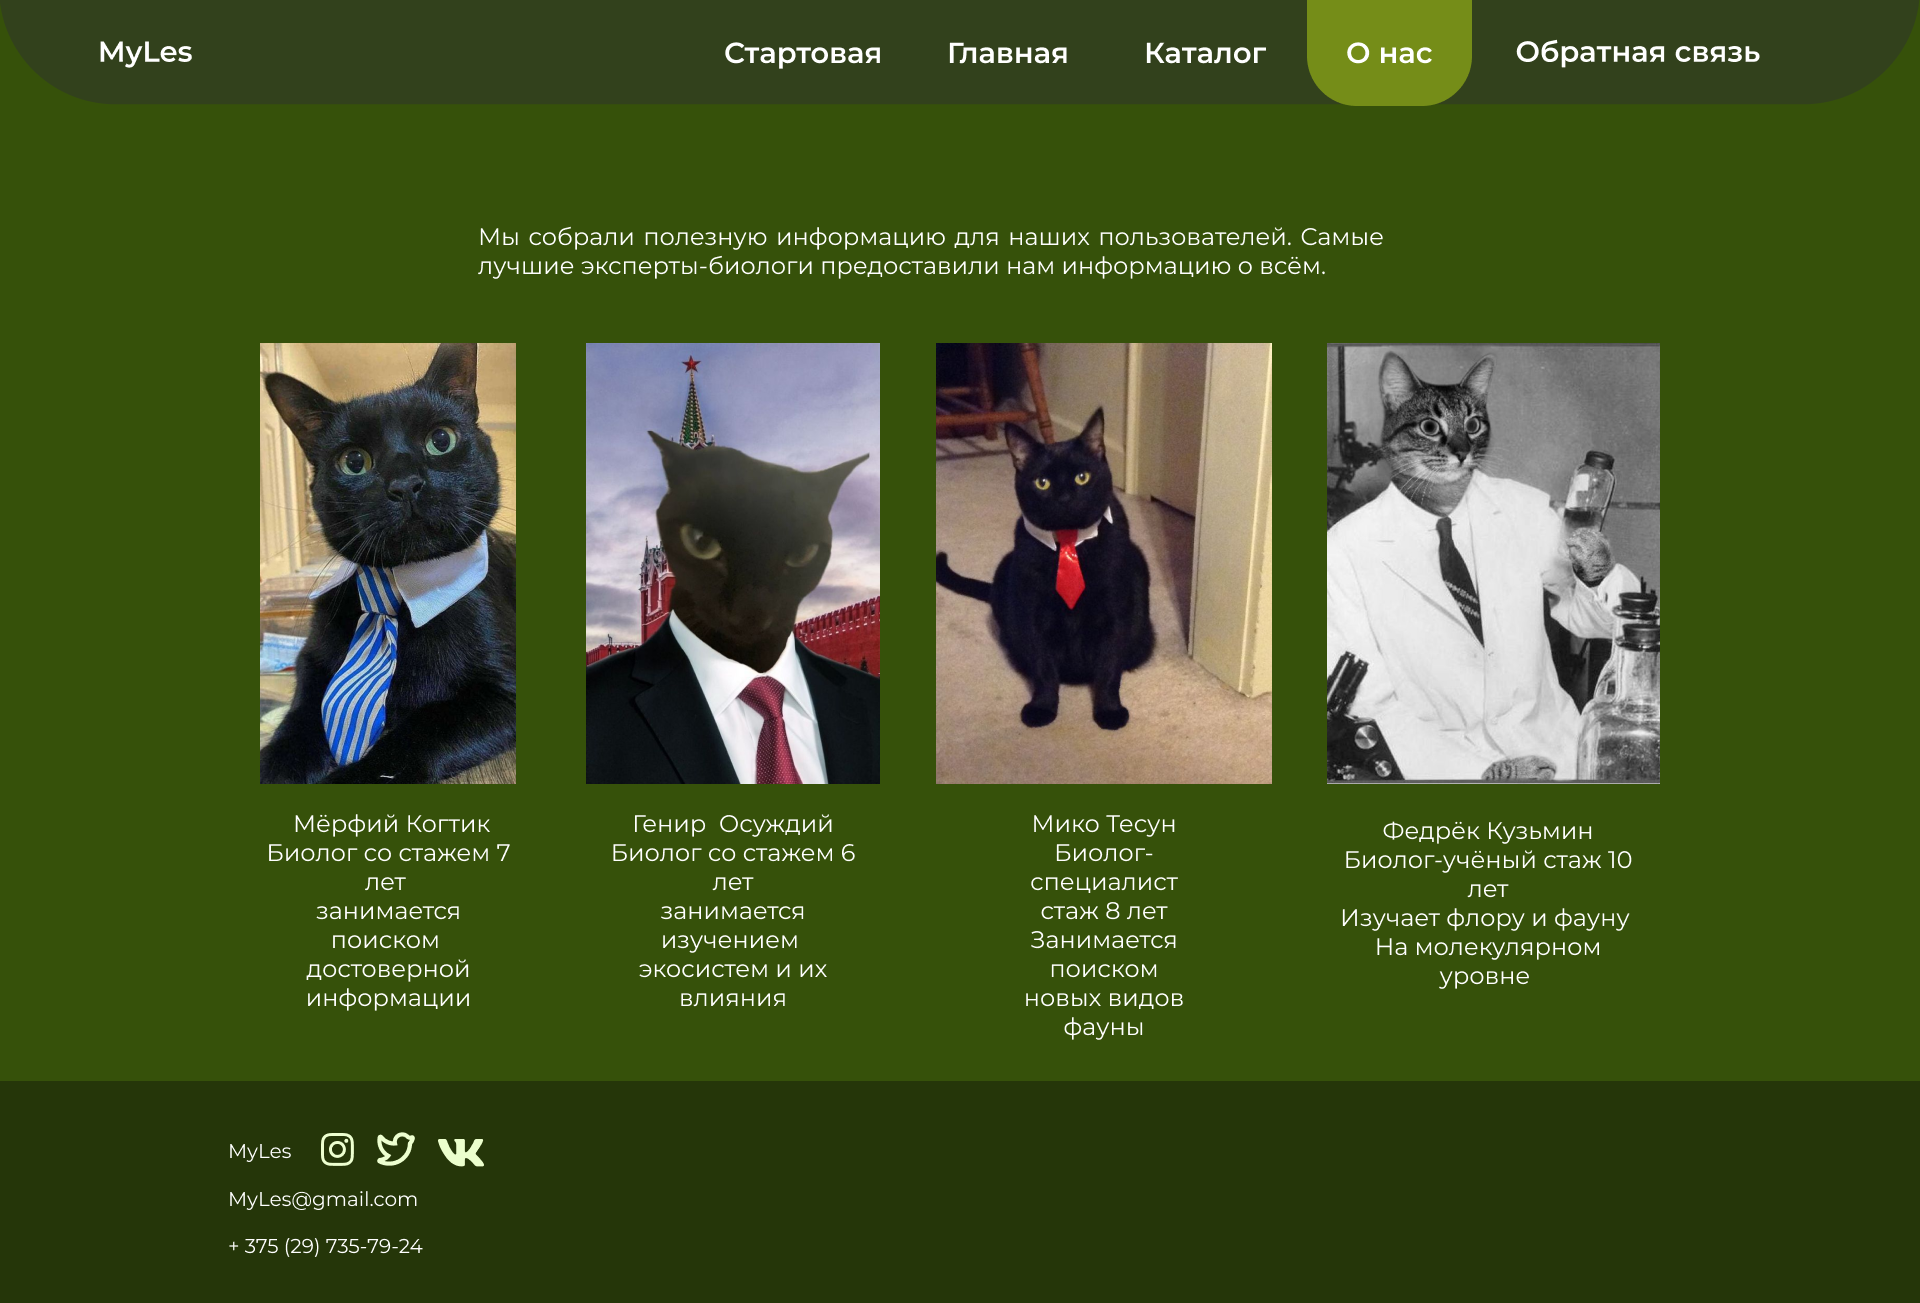 MyLes
Стартовая
Главная
Каталог
О нас
Обратная связь
Мы собрали полезную информацию для наших пользователей. Самые
лучшие эксперты-биологи предоставили нам информацию о всём.
Мёрфий Когтик
Биолог со стажем 7
лет
занимается
поиском
достоверной
информации
Генир Осуждий
Биолог со стажем 6
лет
занимается
изучением
экосистем и их
влияния
Мико Тесун
Биолог-
специалист
стаж 8 лет
Занимается
поиском
новых видов
фауны
Федрёк Кузьмин
Биолог-учёный стаж 10
лет
Изучает флору и фауну
На молекулярном
уровне
MyLes
MyLes@gmail.com
+ 375 (29) 735-79-24